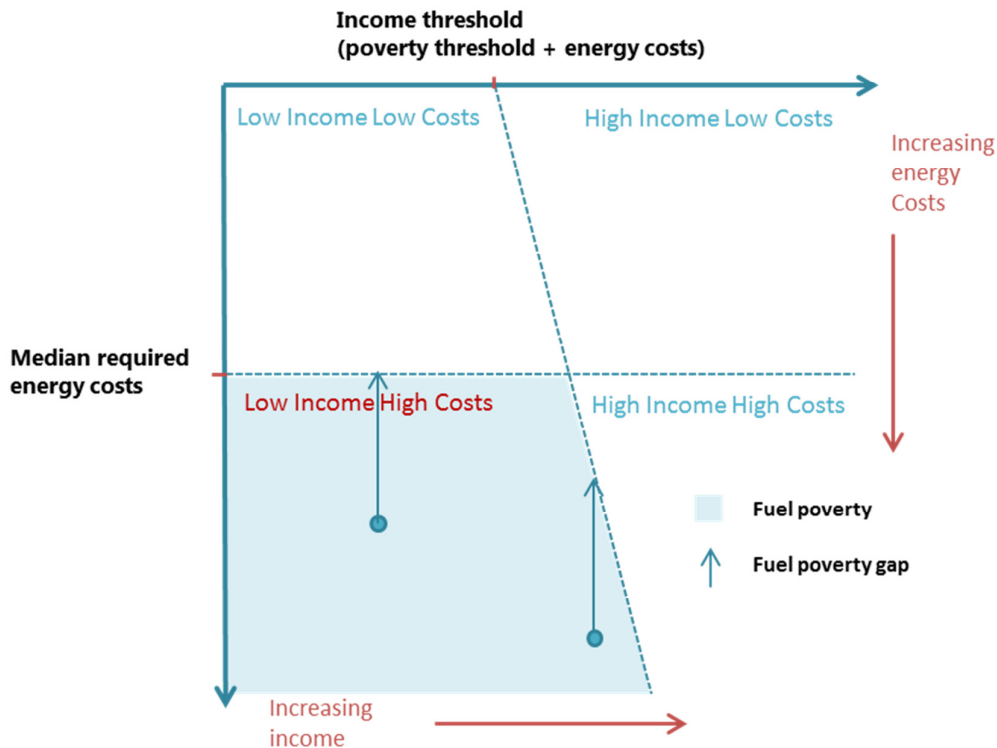 Income threshold
(poverty threshold + energy costs)
Low Income Low Costs
High Income Low Costs
Increasing
energy
Costs
Median required
energy costs
Low Income High Costs
High Income High Costs
Fuel poverty
Fuel poverty gap
Increasing
income